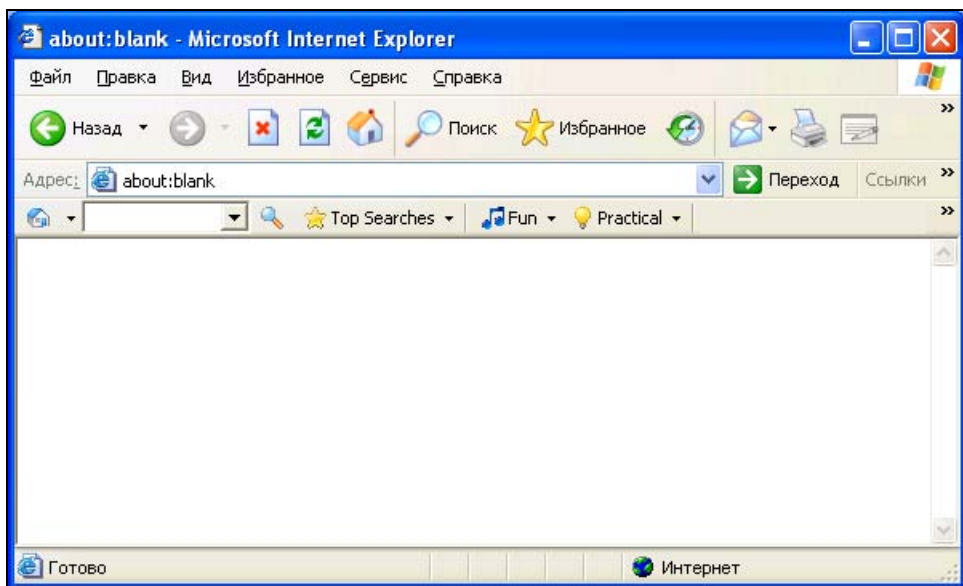 about:blank - Microsoft Internet Explorer
Файл Правка Вид Избранное Сервис Справка
Назад Поиск Избранное »
Адрес: about:blank Переход Ссылки »
Top Searches Fun Practical »
Готово Интернет